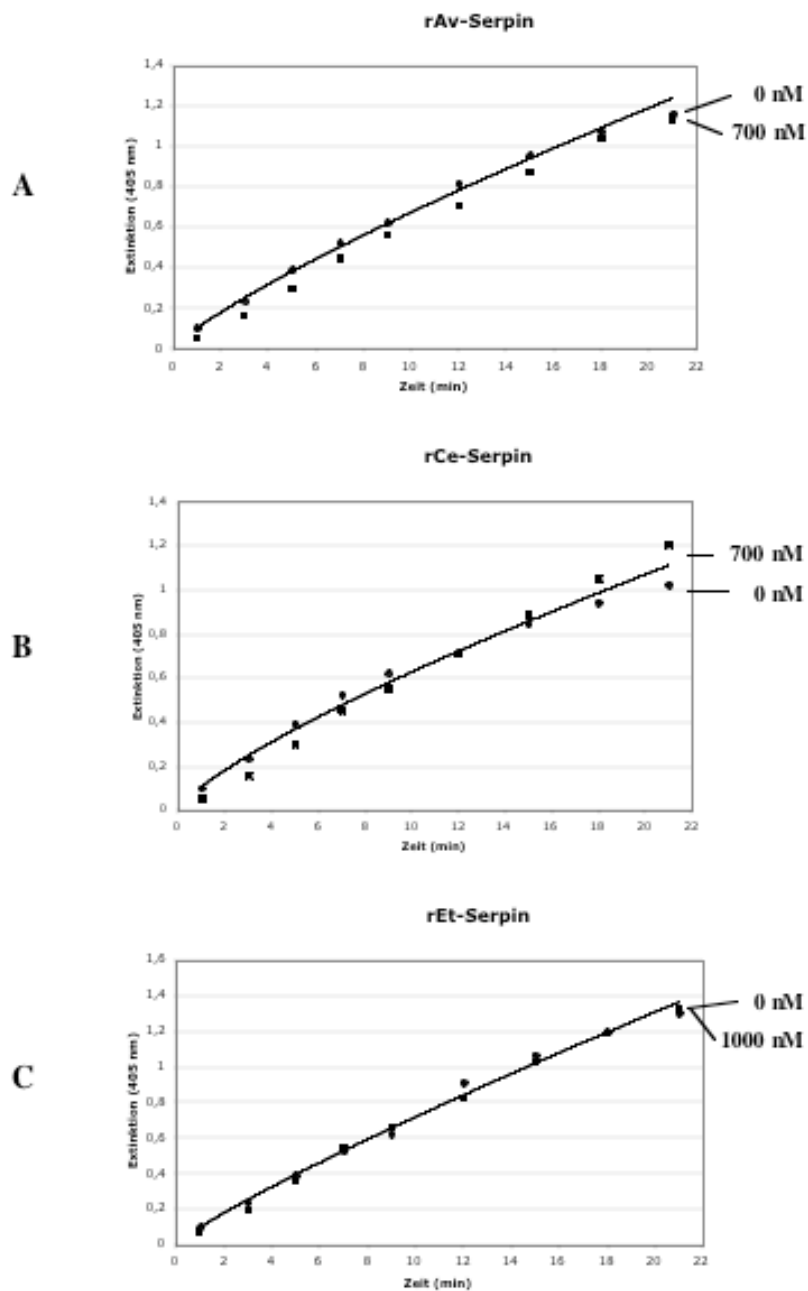 rAv-Serpin
A
Extinktion (405 nm)
1,4
1,2
1
0,8
0,6
0,4
0,2
0
0 2 4 6 8 10 12 14 16 18 20 22
Zeit (min)
0 nM
700 nM
rCe-Serpin
B
Extinktion (405 nm)
1,4
1,2
1
0,8
0,6
0,4
0,2
0
0 2 4 6 8 10 12 14 16 18 20 22
Zeit (min)
700 nM
0 nM
rEt-Serpin
C
Extinktion (405 nm)
1,6
1,4
1,2
1
0,8
0,6
0,4
0,2
0
0 2 4 6 8 10 12 14 16 18 20 22
Zeit (min)
0 nM
1000 nM